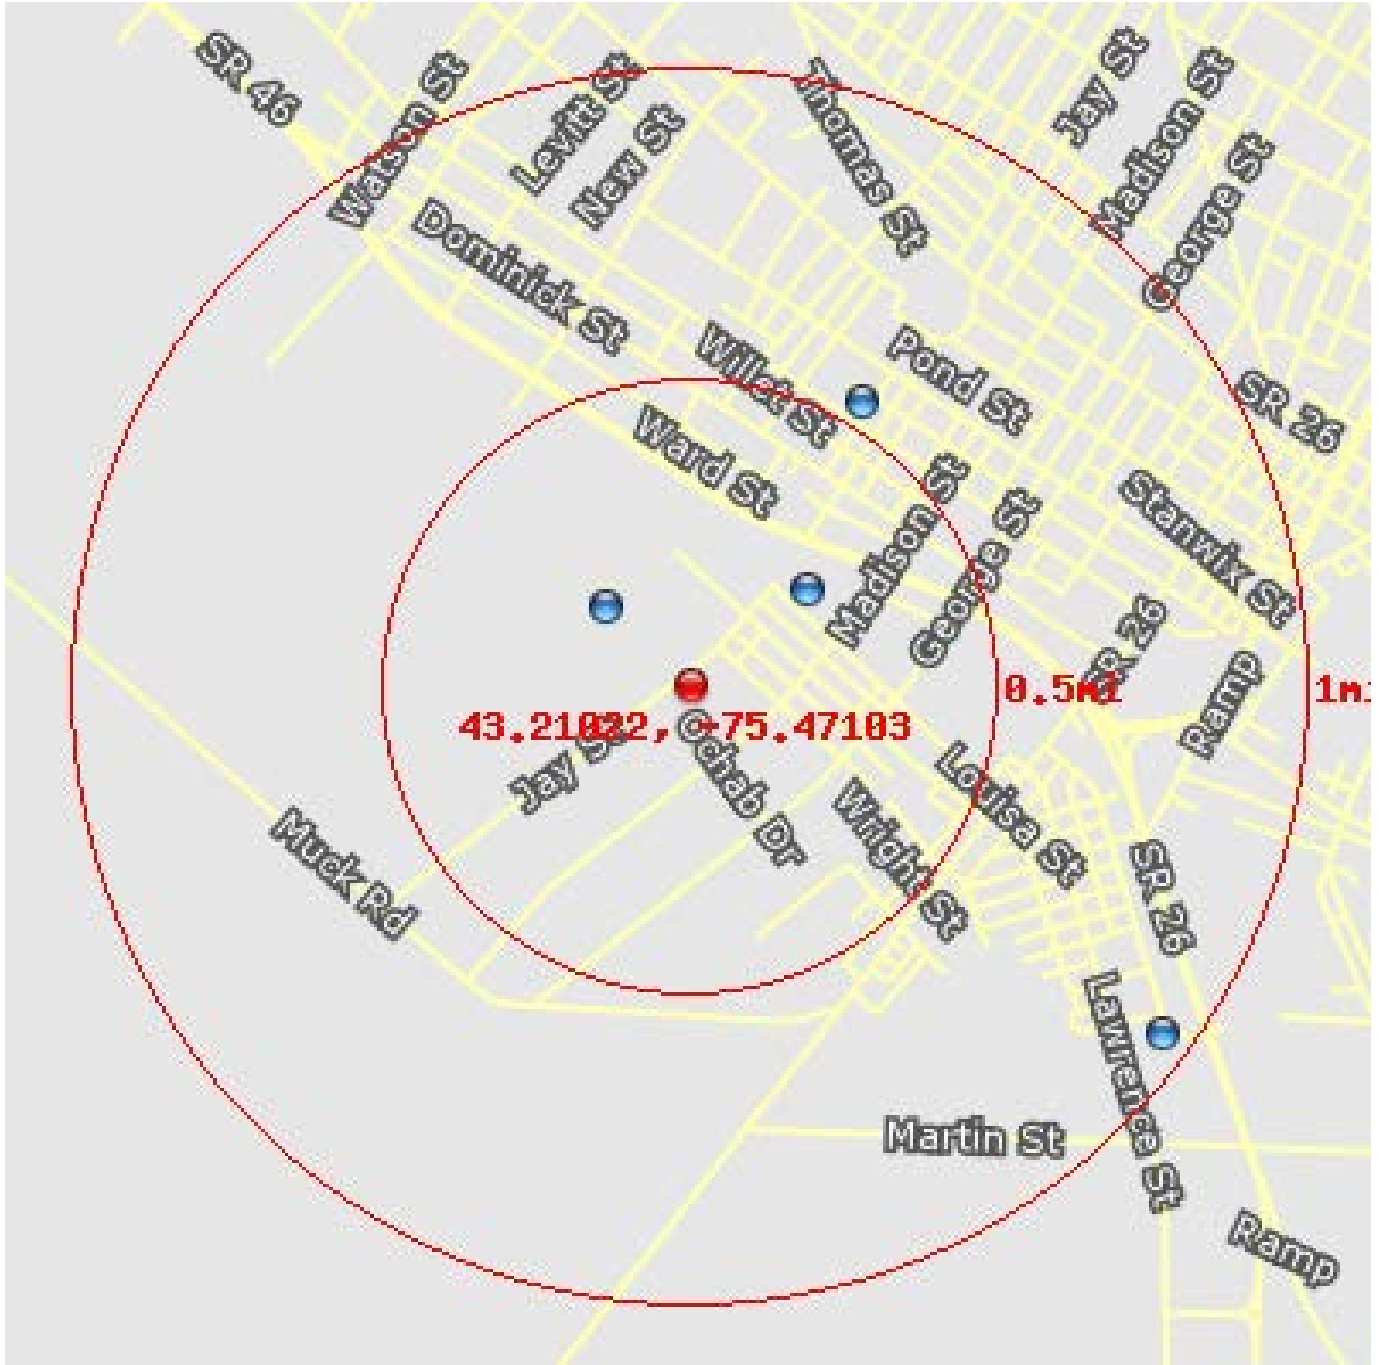 SR 46
Watson St
Levitt St
New St
Thomas St
Jay St
Madison St
George St
Dominick St
Willet St
Pond St
SR 26
Ward St
Madison St
George St
Stanwix St
SR 26
Ramp
0.5mi
1mi
43.21022, -75.47103
Jay St
Ochab Dr
Louisa St
Wright St
Muck Rd
SR 26
Lawrence St
Martin St
Ramp